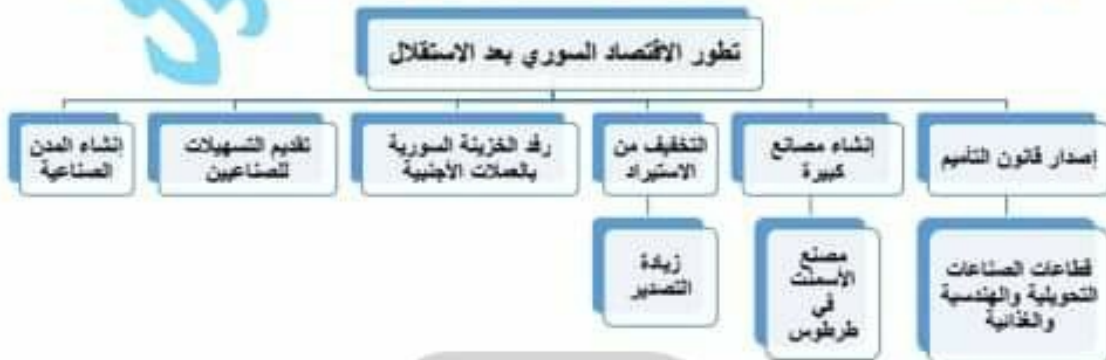 تطور الاقتصاد السوري بعد الاستقلال
إصدار قانون التأميم
إنشاء مصانع
كبيرة
التخفيف من
الاستيراد
رفد الخزينة السورية
بالعملات الأجنبية
تقديم التسهيلات
للصناعيين
إنشاء المدن
الصناعية
قطاعات الصناعات
التحويلية والهندسية
والغذائية
مصنع
الأسمنت
في
طرطوس
زيادة
التصدير